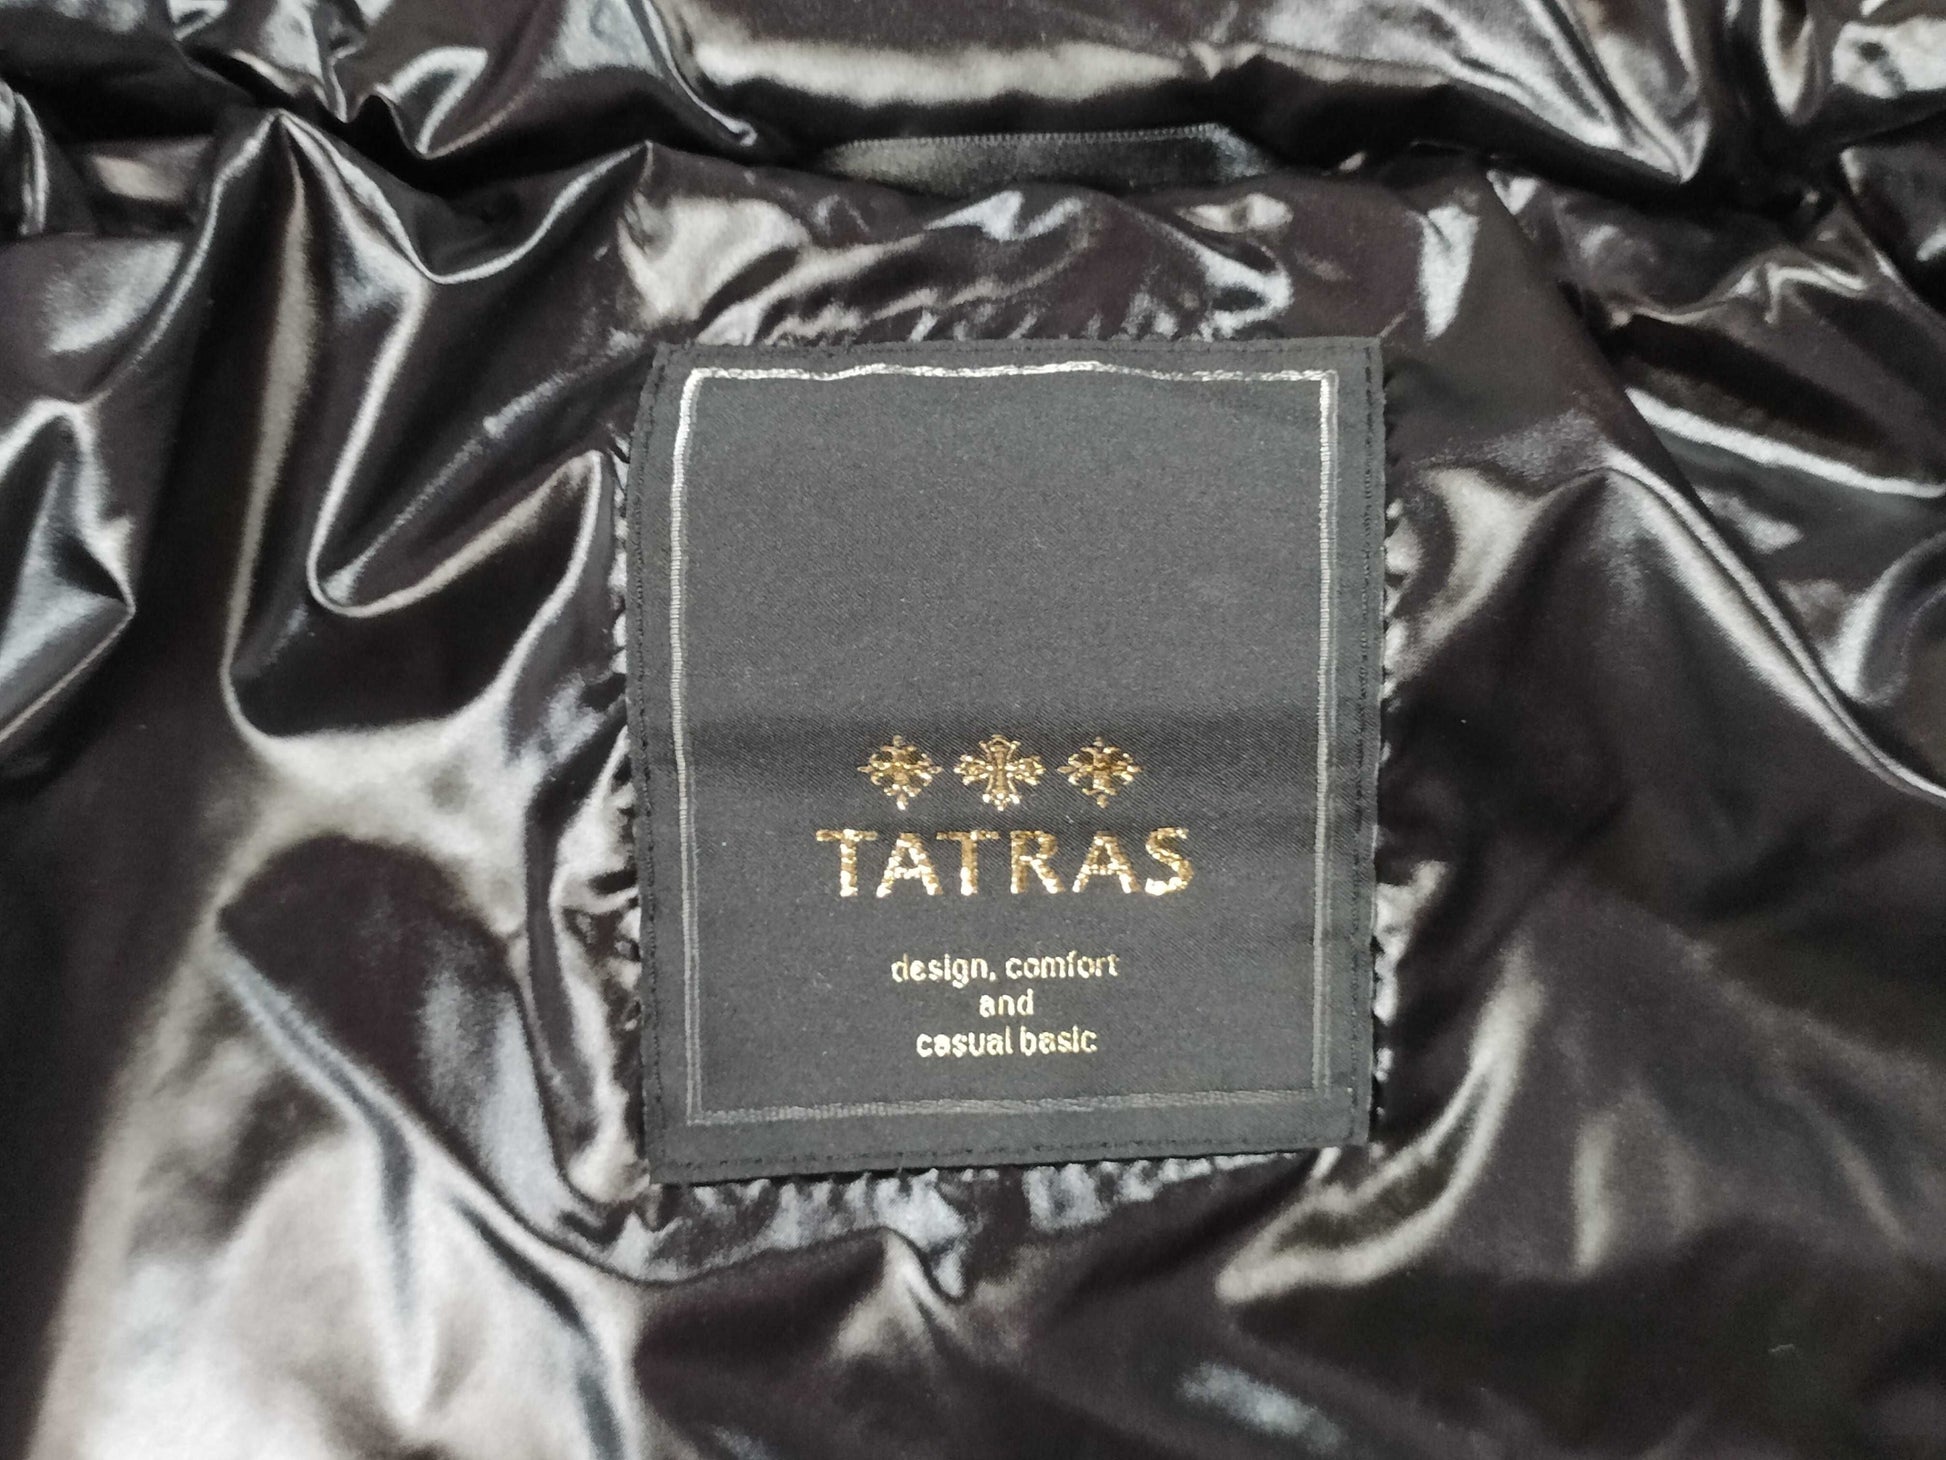 TATRAS
design, comfort
and
casual basic